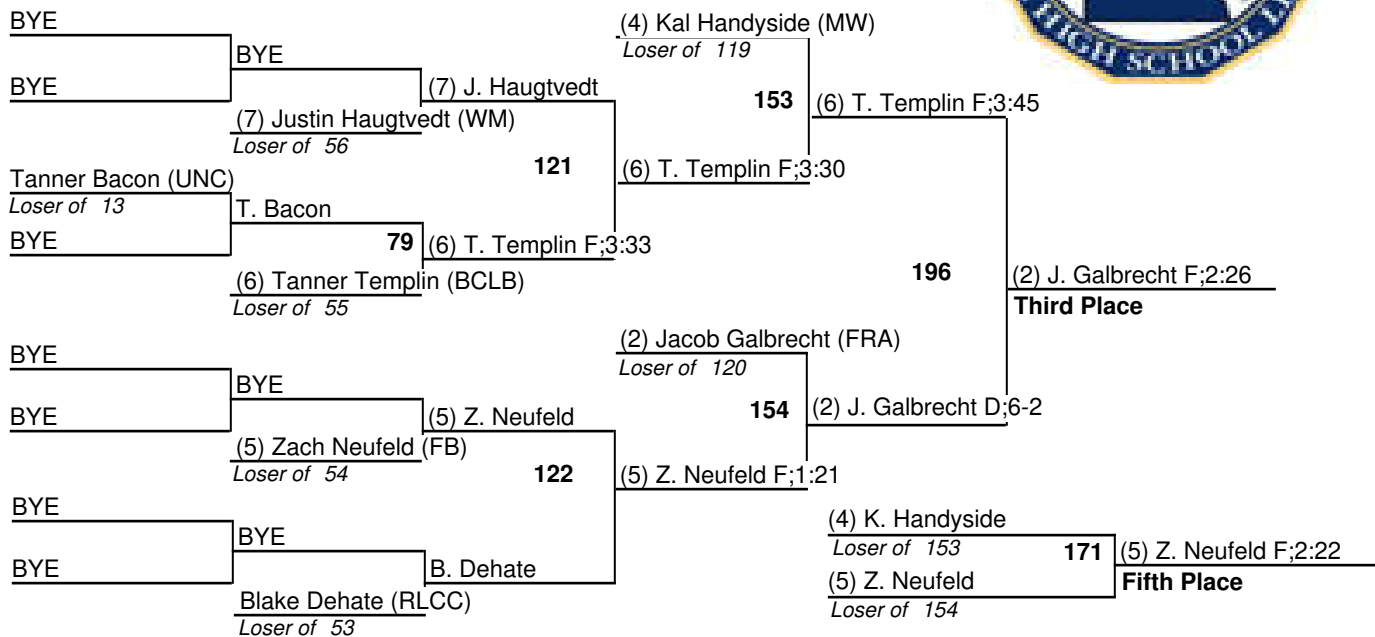 BYE
BYE
BYE
(7) Justin Haugtvedt (WM)
Loser of 56
(7) J. Haugtvedt
Tanner Bacon (UNC)
Loser of 13
BYE
T. Bacon
79
(6) Tanner Templin (BCLB)
Loser of 55
(6) T. Templin F;3:33
121
(4) Kal Handyside (MW)
Loser of 119
(6) T. Templin F;3:30
153
(6) T. Templin F;3:45
BYE
BYE
BYE
(5) Zach Neufeld (FB)
Loser of 54
(5) Z. Neufeld
BYE
BYE
BYE
Blake Dehate (RLCC)
Loser of 53
B. Dehate
122
(2) Jacob Galbrecht (FRA)
Loser of 120
(5) Z. Neufeld F;1:21
154
(2) J. Galbrecht D;6-2
196
(2) J. Galbrecht F;2:26
Third Place
(4) K. Handyside
Loser of 153
(5) Z. Neufeld
Loser of 154
171
(5) Z. Neufeld F;2:22
Fifth Place
HIGH SCHOOL